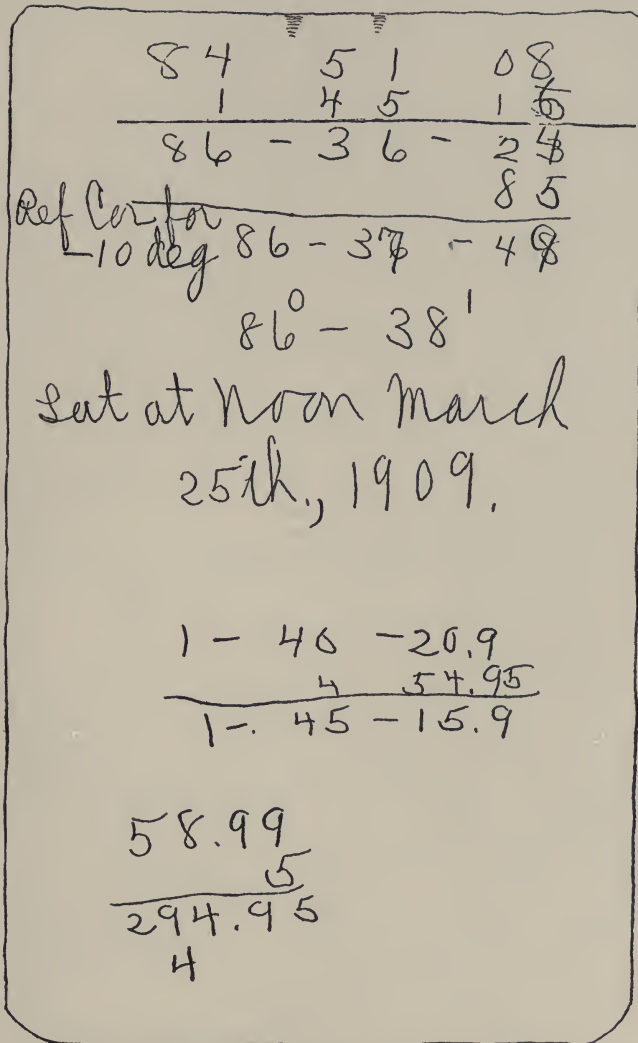 84 51 08
1 45 16
86 - 36 - 24
85
Ref Cor for
-10 deg 86 - 37 - 49
86° - 38'
Lat at Noon March
25th., 1909.
1 - 40 - 20.9
4 54.95
1 -. 45 - 15.9
58.99
5
294.95
4